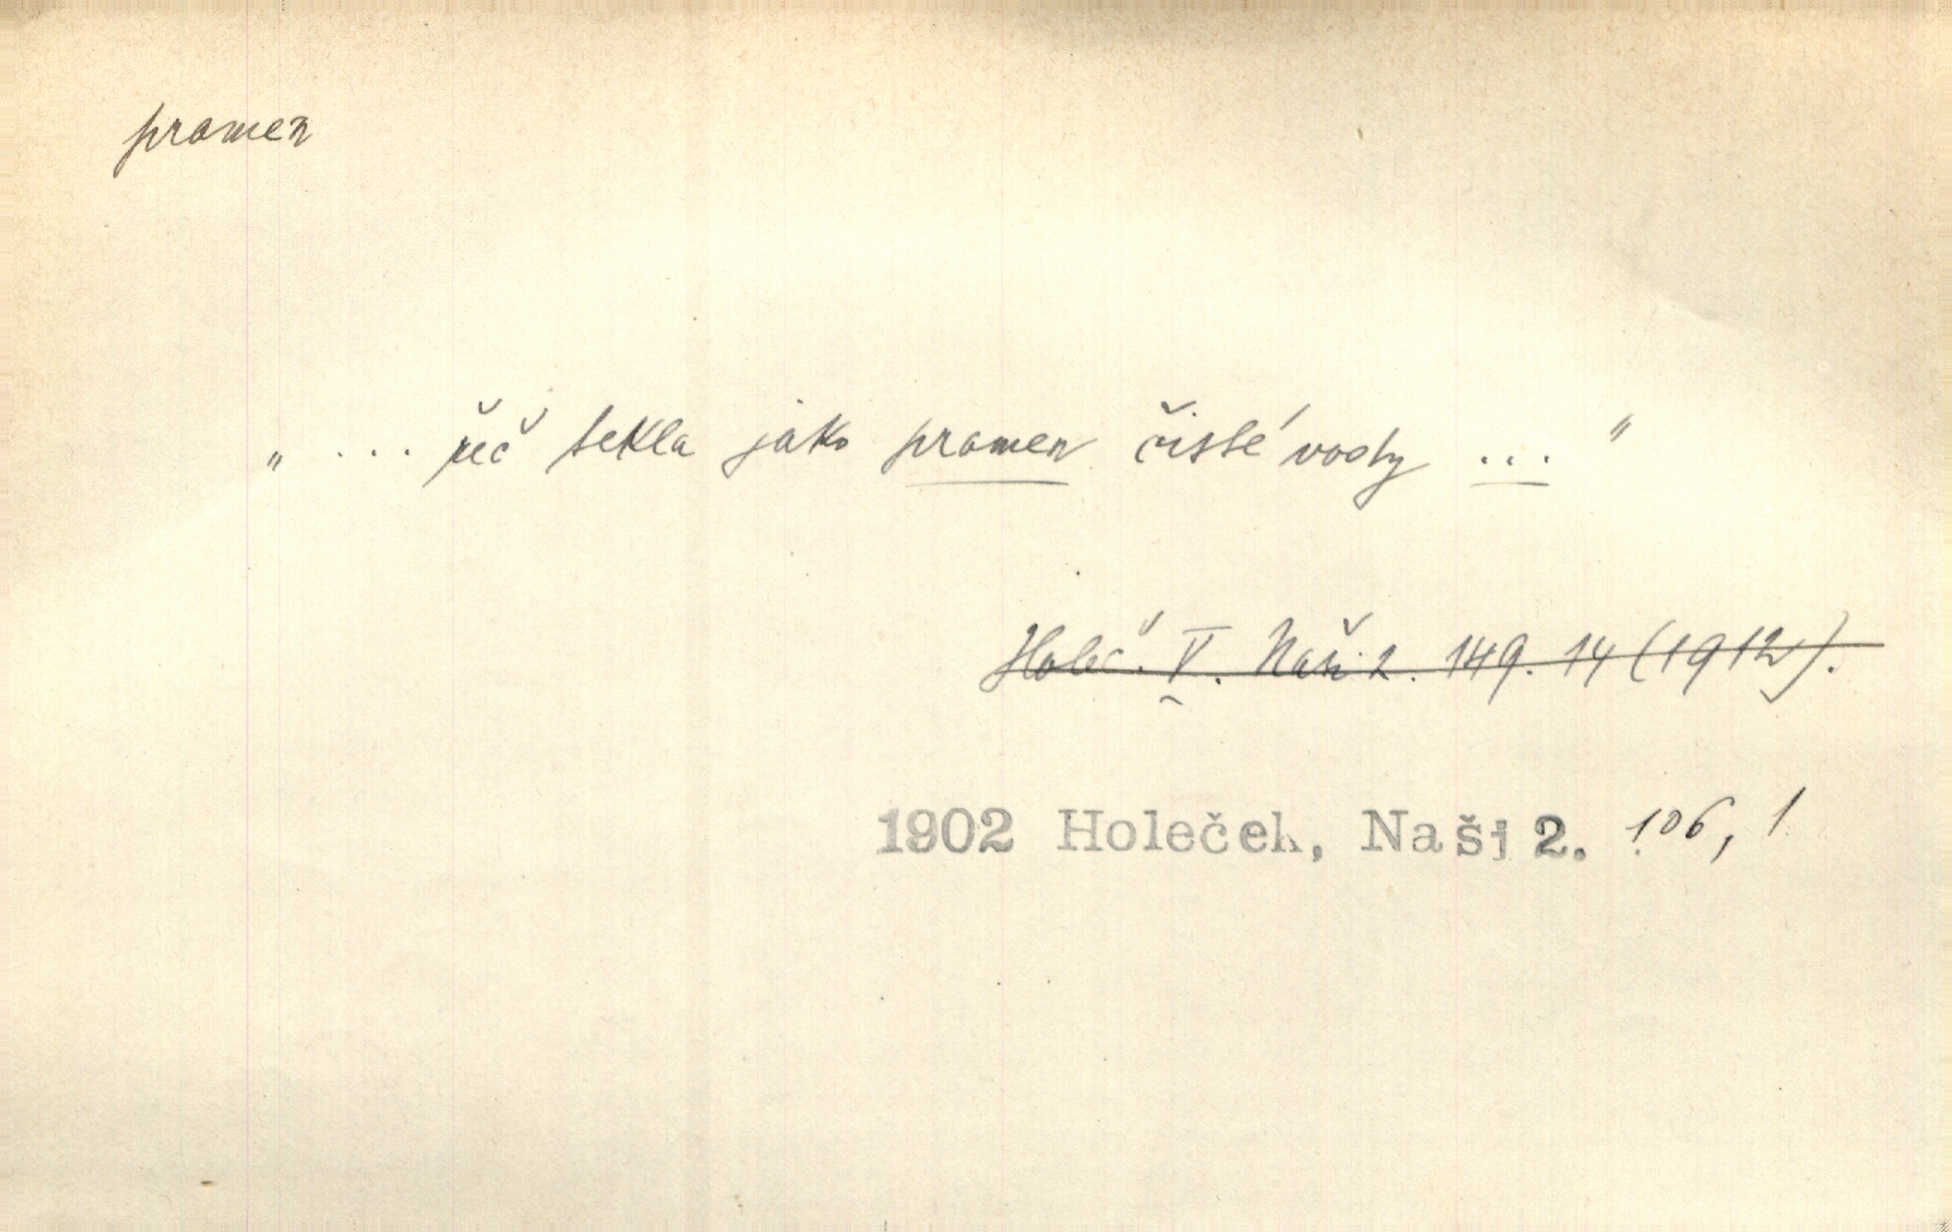 pramen
„ ... řeč tekla jako pramen čisté vody ... "
Holeč. V. Naši 2. 149. 14 (1912).
1902 Holeček, Naši 2. 106, 1